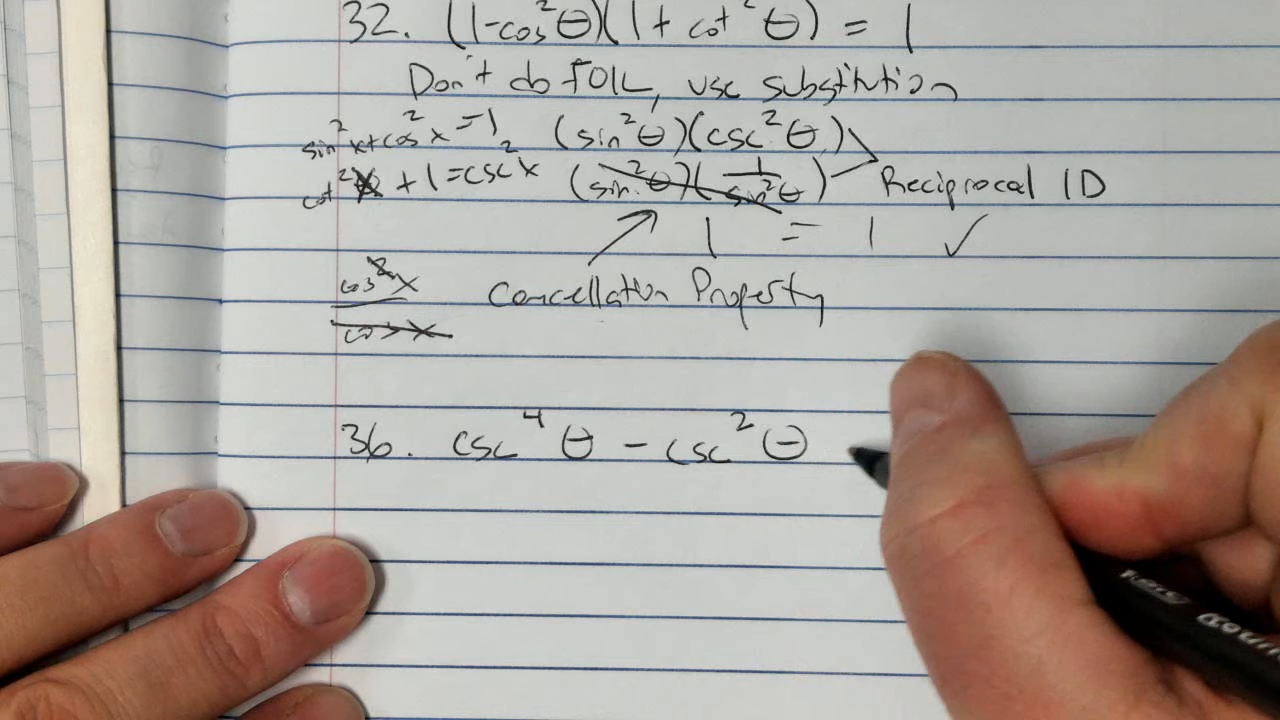 32. (1-cos²θ)(1+cot²θ) = 1
Don't do FOIL, use substitution
sin²x+cos²x=1 (sin²θ)(csc²θ)
cot²x +1=csc²x (sin²θ)(1/sin²θ) Reciprocal ID
1 = 1 ✓
cos²x Cancellation Property
cos x
36. csc⁴θ - csc²θ